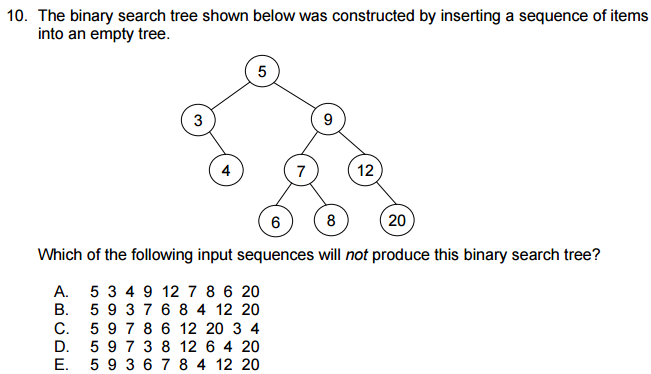 10. The binary search tree shown below was constructed by inserting a sequence of items
into an empty tree.
5
3
9
4
7
12
6
8
20
Which of the following input sequences will not produce this binary search tree?
A. 5 3 4 9 12 7 8 6 20
B. 5 9 3 7 6 8 4 12 20
C. 5 9 7 8 6 12 20 3 4
D. 5 9 7 3 8 12 6 4 20
E. 5 9 3 6 7 8 4 12 20